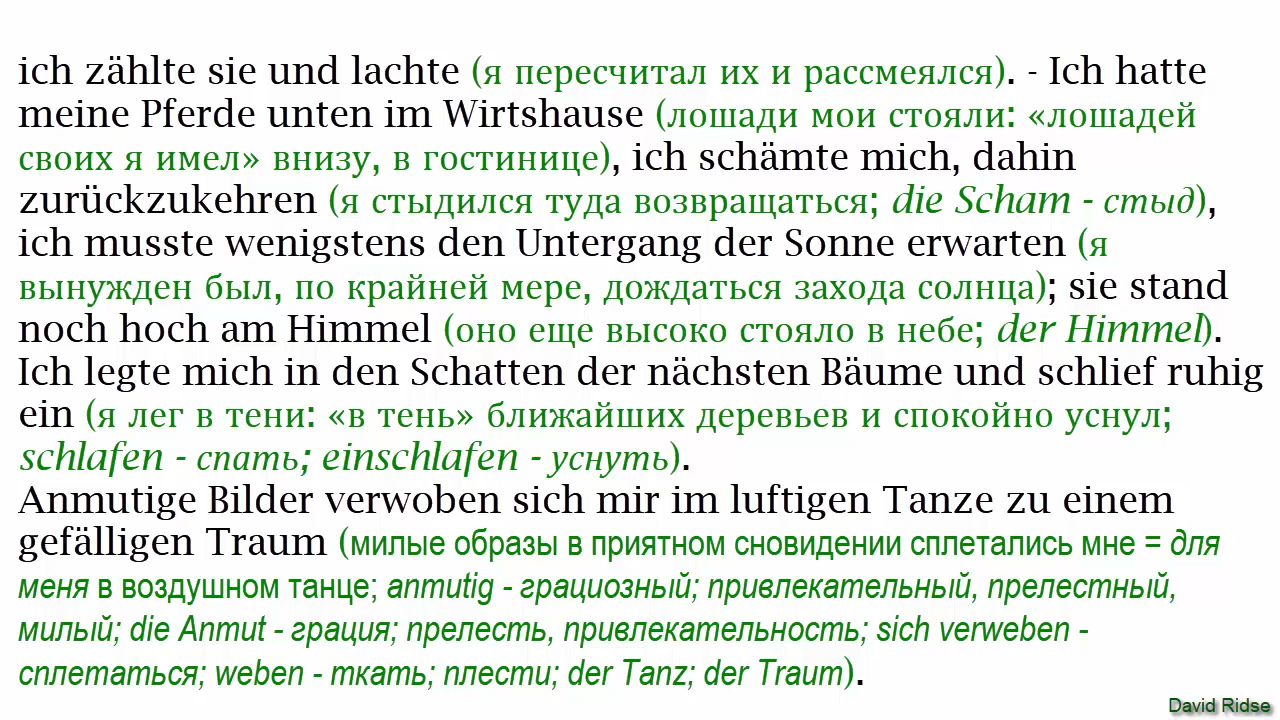 ich zählte sie und lachte (я пересчитал их и рассмеялся). - Ich hatte
meine Pferde unten im Wirtshause (лошади мои стояли: «лошадей
своих я имел» внизу, в гостинице), ich schämte mich, dahin
zurückzukehren (я стыдился туда возвращаться; die Scham - стыд),
ich musste wenigstens den Untergang der Sonne erwarten (я
вынужден был, по крайней мере, дождаться захода солнца); sie stand
noch hoch am Himmel (оно еще высоко стояло в небе; der Himmel).
Ich legte mich in den Schatten der nächsten Bäume und schlief ruhig
ein (я лег в тени: «в тень» ближайших деревьев и спокойно уснул;
schlafen - спать; einschlafen - уснуть).
Anmutige Bilder verwoben sich mir im luftigen Tanze zu einem
gefälligen Traum (милые образы в приятном сновидении сплетались мне = для
меня в воздушном танце; anmutig - грациозный; привлекательный, прелестный,
милый; die Anmut - грация; прелесть, привлекательность; sich verweben -
сплетаться; weben - ткать; плести; der Tanz; der Traum).
David Ridse